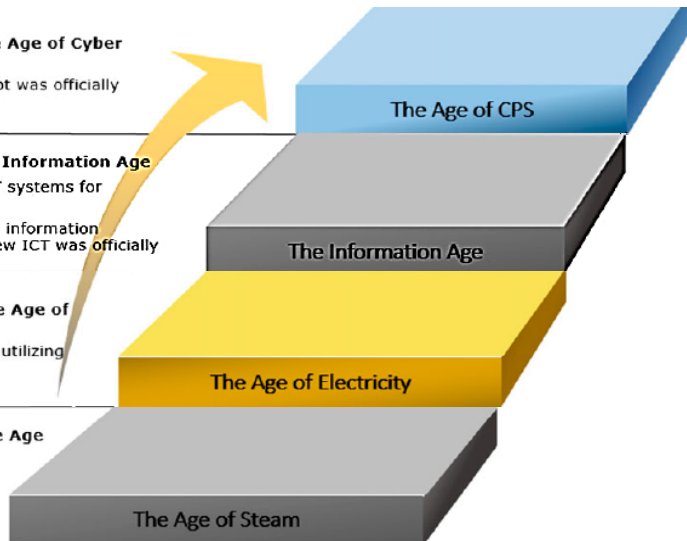 Age of Cyber
was officially
The Age of CPS
Information Age
systems for
information
ICT was officially
The Information Age
Age of
utilizing
The Age of Electricity
Age
The Age of Steam